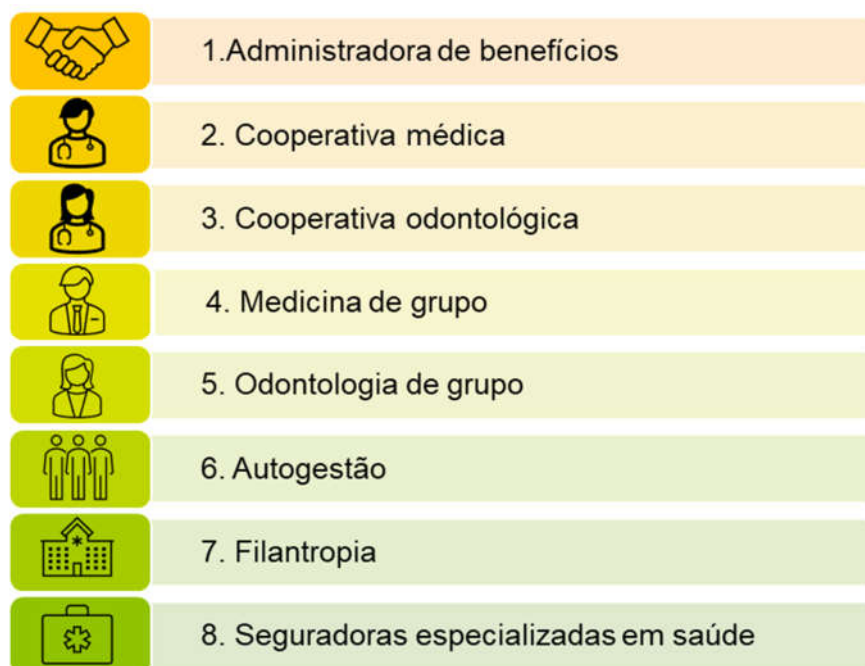 1.Administradora de benefícios
2. Cooperativa médica
3. Cooperativa odontológica
4. Medicina de grupo
5. Odontologia de grupo
6. Autogestão
7. Filantropia
8. Seguradoras especializadas em saúde